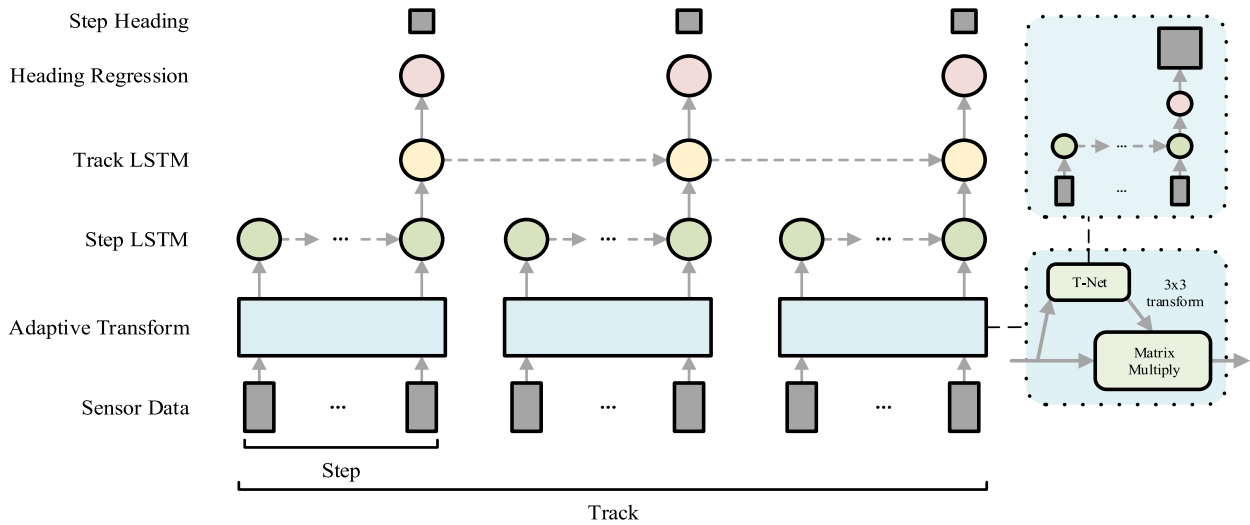 Step Heading
Heading Regression
Track LSTM
Step LSTM
...
...
...
...
...
T-Net
3x3
transform
Adaptive Transform
Matrix
Multiply
Sensor Data
...
...
...
Step
Track